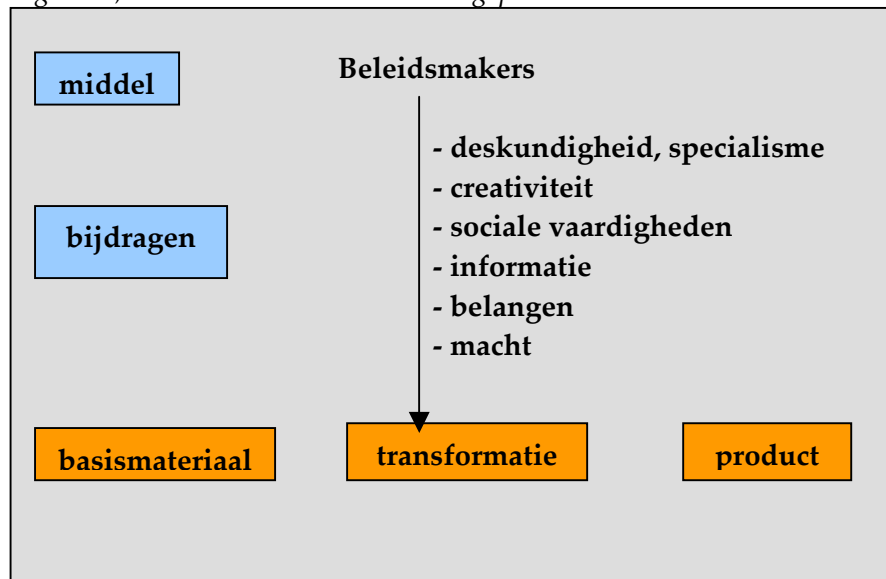 middel
Beleidsmakers
- deskundigheid, specialisme
- creativiteit
bijdragen
- sociale vaardigheden
- informatie
- belangen
- macht
basismateriaal
transformatie
product